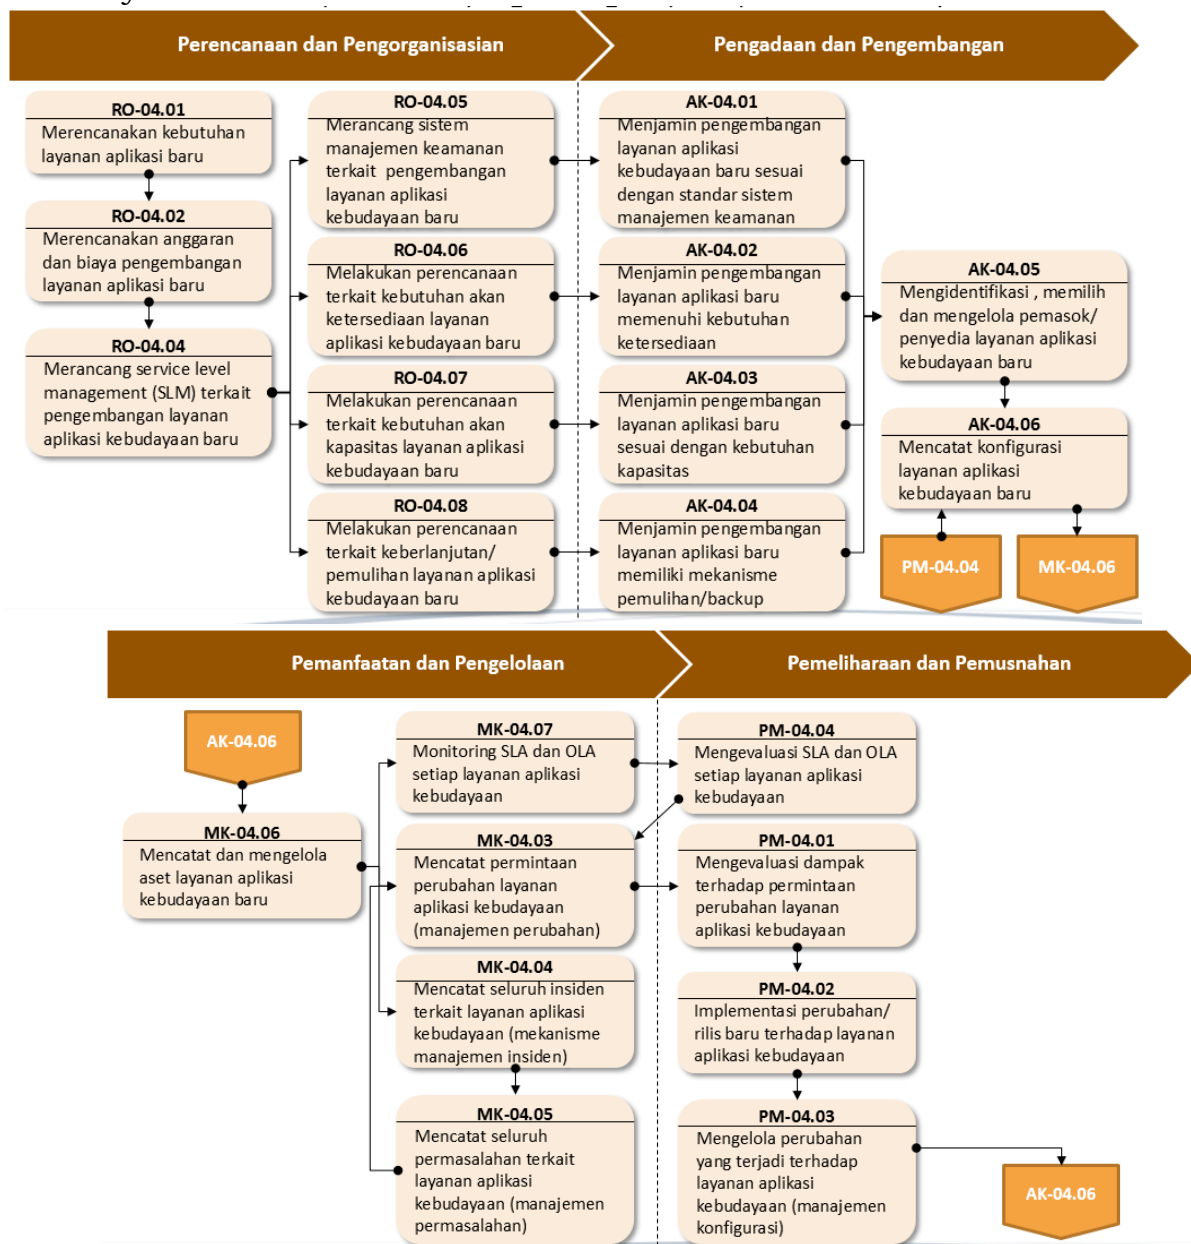 Perencanaan dan Pengorganisasian
Pengadaan dan Pengembangan
RO-04.01
Merencanakan kebutuhan
layanan aplikasi baru
RO-04.02
Merencanakan anggaran
dan biaya pengembangan
layanan aplikasi baru
RO-04.04
Merancang service level
management (SLM) terkait
pengembangan layanan
aplikasi kebudayaan baru
RO-04.05
Merancang sistem
manajemen keamanan
terkait pengembangan
layanan aplikasi
kebudayaan baru
RO-04.06
Melakukan perencanaan
terkait kebutuhan akan
ketersediaan layanan
aplikasi kebudayaan baru
RO-04.07
Melakukan perencanaan
terkait kebutuhan akan
kapasitas layanan aplikasi
kebudayaan baru
RO-04.08
Melakukan perencanaan
terkait keberlanjutan/
pemulihan layanan aplikasi
kebudayaan baru
AK-04.01
Menjamin pengembangan
layanan aplikasi
kebudayaan baru sesuai
dengan standar sistem
manajemen keamanan
AK-04.02
Menjamin pengembangan
layanan aplikasi baru
memenuhi kebutuhan
ketersediaan
AK-04.03
Menjamin pengembangan
layanan aplikasi baru
sesuai dengan kebutuhan
kapasitas
AK-04.04
Menjamin pengembangan
layanan aplikasi baru
memiliki mekanisme
pemulihan/backup
AK-04.05
Mengidentifikasi , memilih
dan mengelola pemasok/
penyedia layanan aplikasi
kebudayaan baru
AK-04.06
Mencatat konfigurasi
layanan aplikasi
kebudayaan baru
PM-04.04
MK-04.06
Pemanfaatan dan Pengelolaan
Pemeliharaan dan Pemusnahan
AK-04.06
MK-04.06
Mencatat dan mengelola
aset layanan aplikasi
kebudayaan baru
MK-04.07
Monitoring SLA dan OLA
setiap layanan aplikasi
kebudayaan
MK-04.03
Mencatat permintaan
perubahan layanan
aplikasi kebudayaan
(manajemen perubahan)
MK-04.04
Mencatat seluruh insiden
terkait layanan aplikasi
kebudayaan (mekanisme
manajemen insiden)
MK-04.05
Mencatat seluruh
permasalahan terkait
layanan aplikasi
kebudayaan (manajemen
permasalahan)
PM-04.04
Mengevaluasi SLA dan OLA
setiap layanan aplikasi
kebudayaan
PM-04.01
Mengevaluasi dampak
terhadap permintaan
perubahan layanan
aplikasi kebudayaan
PM-04.02
Implementasi perubahan/
rilis baru terhadap layanan
aplikasi kebudayaan
PM-04.03
Mengelola perubahan
yang terjadi terhadap
layanan aplikasi
kebudayaan (manajemen
konfigurasi)
AK-04.06